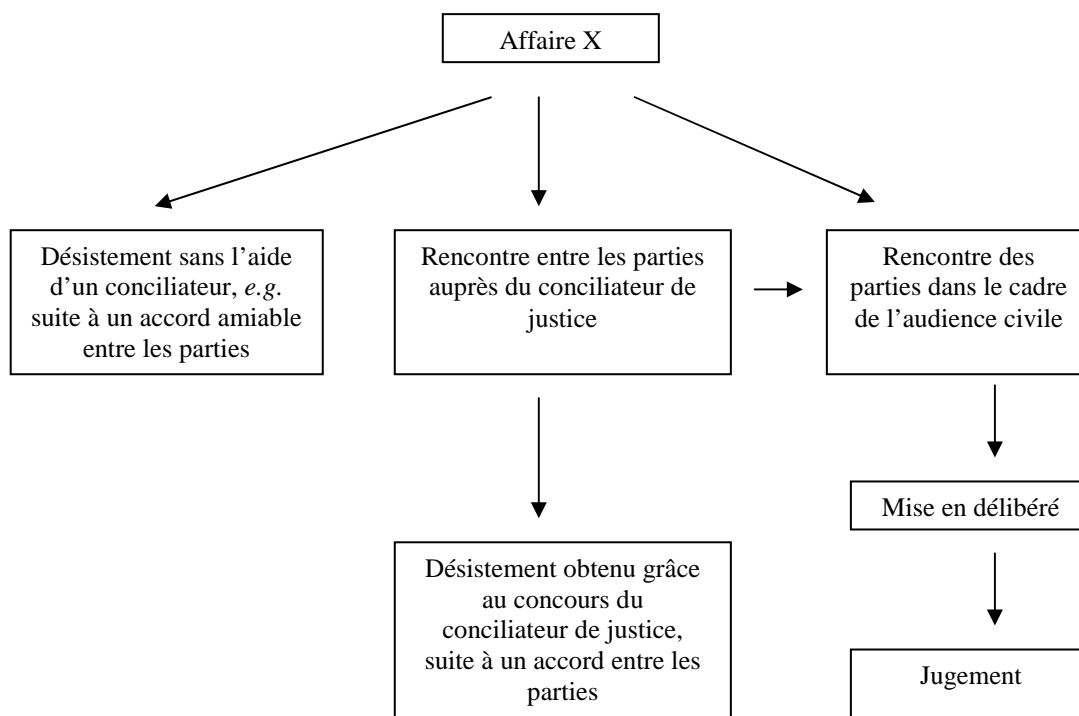 Affaire X
Désistement sans l’aide
d’un conciliateur, e.g.
suite à un accord amiable
entre les parties
Rencontre entre les parties
auprès du conciliateur de
justice
Rencontre des
parties dans le cadre
de l’audience civile
Mise en délibéré
Désistement obtenu grâce
au concours du
conciliateur de justice,
suite à un accord entre les
parties
Jugement